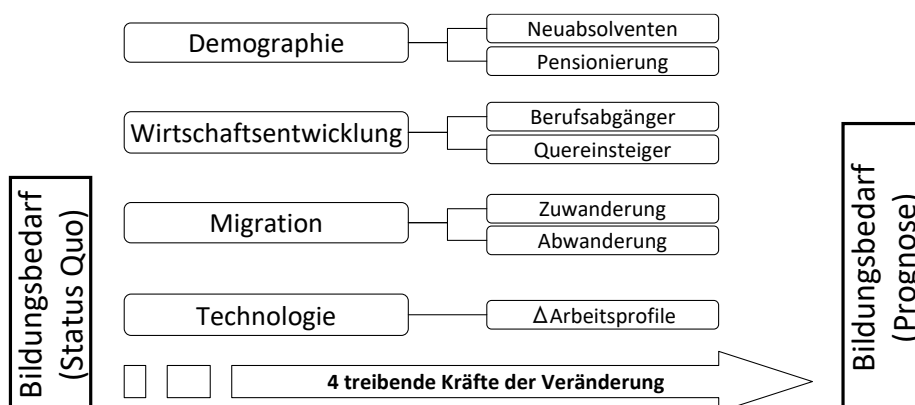 Bildungsbedarf
(Status Quo)
Demographie
Neuabsolventen
Pensionierung
Wirtschaftsentwicklung
Berufsabgänger
Quereinsteiger
Migration
Zuwanderung
Abwanderung
Technologie
ΔArbeitsprofile
4 treibende Kräfte der Veränderung
Bildungsbedarf
(Prognose)